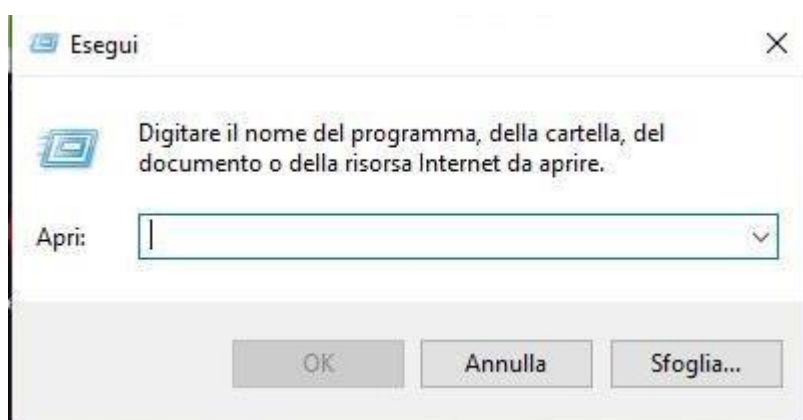 Esegui
Digitare il nome del programma, della cartella, del
documento o della risorsa Internet da aprire.
Apri:
OK
Annulla
Sfoglia...